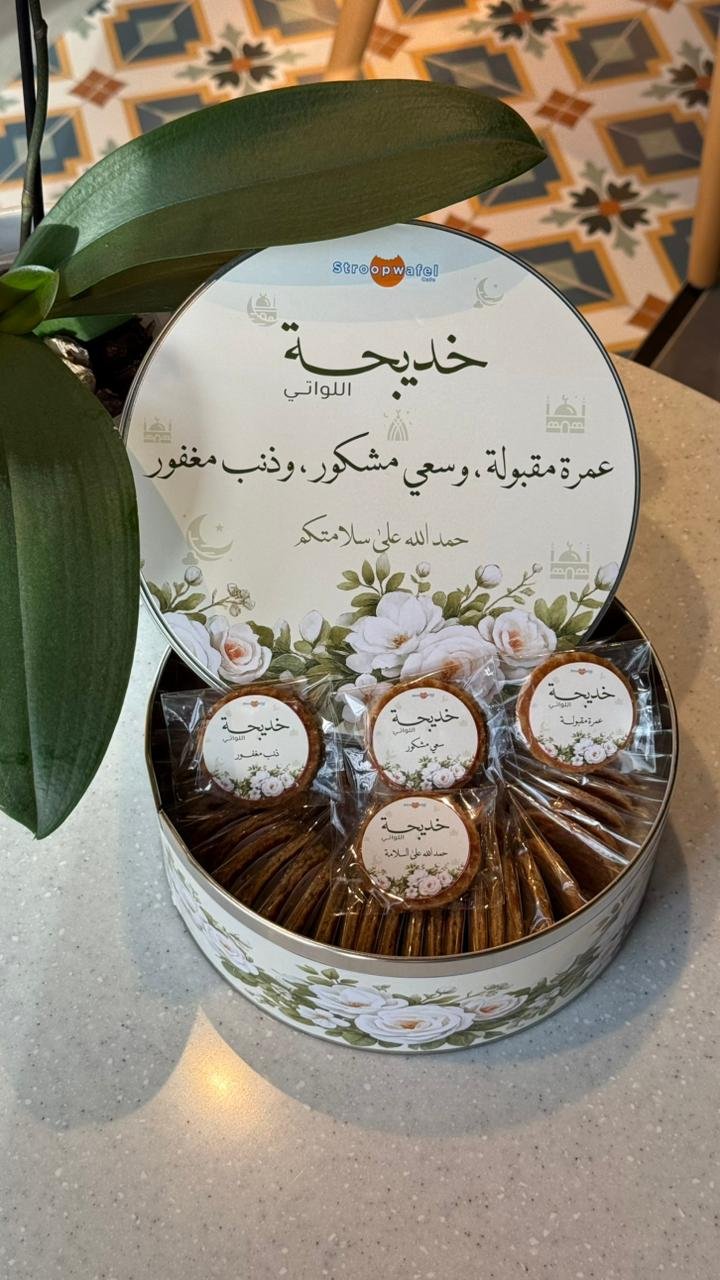 Stroopwafel
Cafe
خديجة
اللواتي
عمرة مقبولة، وسعي مشكور، وذنب مغفور
حمد الله على سلامتكم
خديجة
اللواتي
ذنب مغفور
خديجة
اللواتي
سعي مشكور
خديجة
اللواتي
عمرة مقبولة
خديجة
اللواتي
حمد الله على السلامة